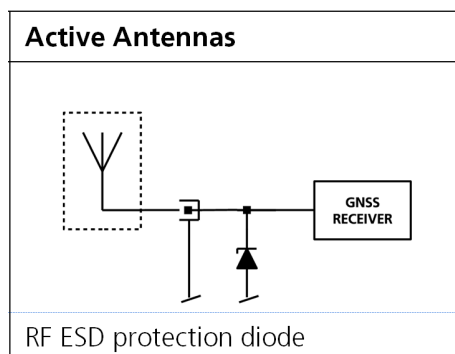 Active Antennas
GNSS
RECEIVER
RF ESD protection diode